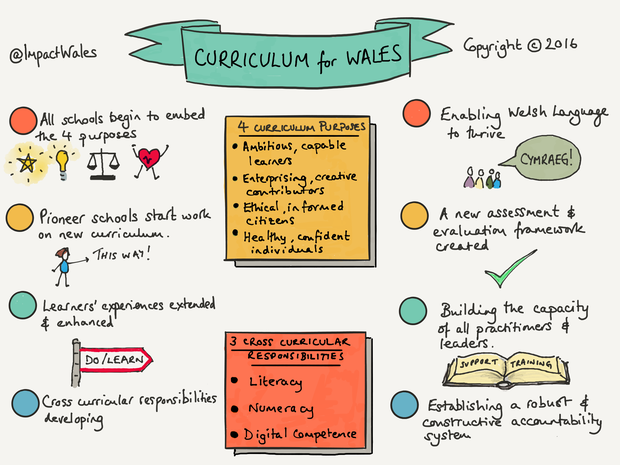 @ImpactWales
CURRICULUM for WALES
Copyright © 2016
All schools begin to embed
the 4 purposes
Pioneer schools start work
on new curriculum.
THIS WAY!
Learners' experiences extended
& enhanced
DO/LEARN
Cross curricular responsibilities
developing
4 CURRICULUM PURPOSES
Ambitious, capable
learners
Enterprising, creative
contributors
Ethical, informed
citizens
Healthy, confident
individuals
3 CROSS CURRICULAR
RESPONSIBILITIES
Literacy
Numeracy
Digital Competence
Enabling Welsh Language
to thrive
CYMRAEG!
A new assessment &
evaluation framework
created
Building the capacity
of all practitioners &
leaders.
SUPPORT TRAINING
Establishing a robust &
constructive accountability
system